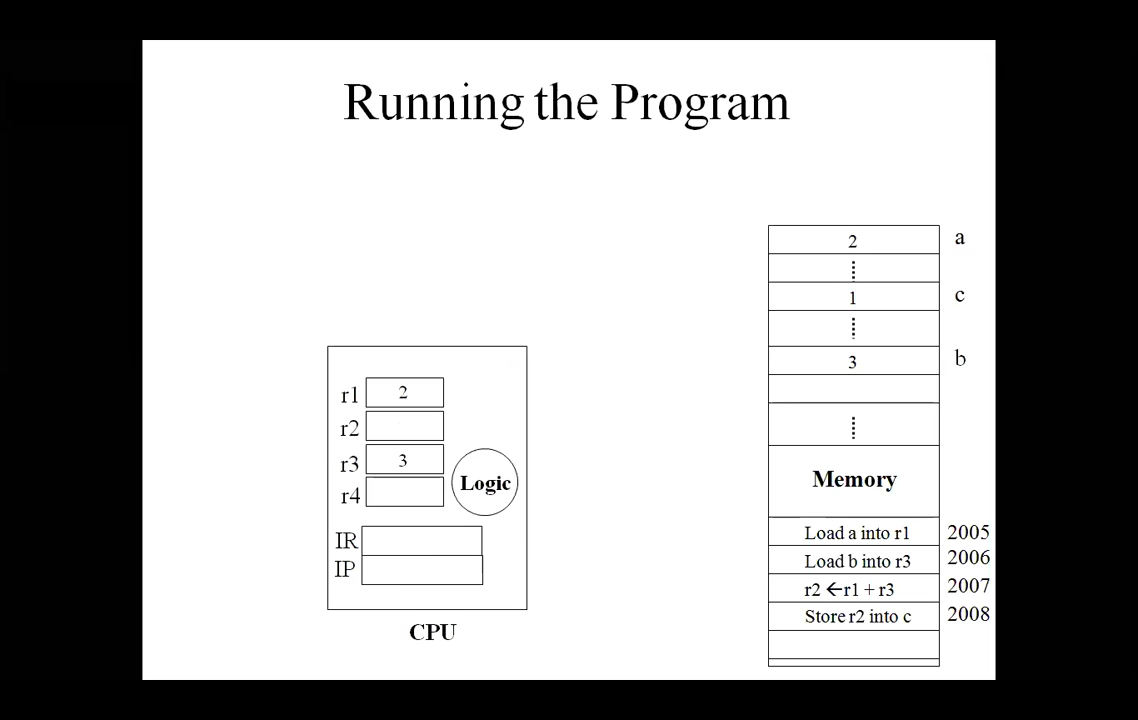 Running the Program
2 a
1 c
3 b
r1 2
r2
r3 3
r4
Logic
IR
IP
CPU
Memory
Load a into r1 2005
Load b into r3 2006
r2 ←r1 + r3 2007
Store r2 into c 2008